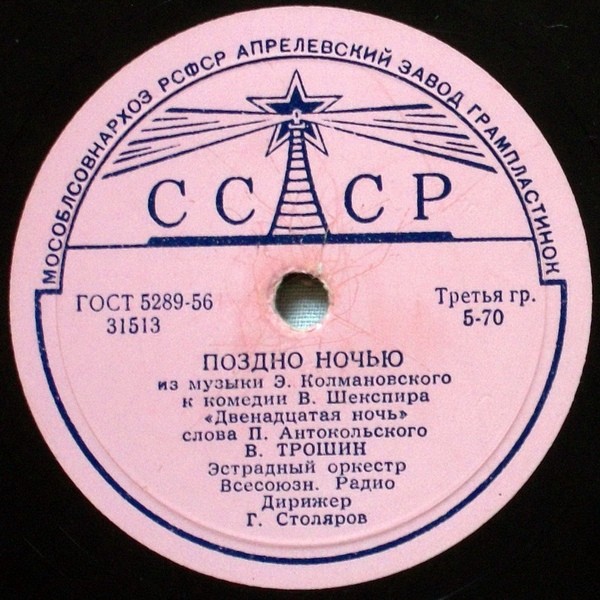 МОСОБЛСОВНАРХОЗ РСФСР АПРЕЛЕВСКИЙ ЗАВОД ГРАМПЛАСТИНОК
СССР
ГОСТ 5289-56
31513
Третья гр.
5-70
ПОЗДНО НОЧЬЮ
из музыки Э. Колмановского
к комедии В. Шекспира
«Двенадцатая ночь»
слова П. Антокольского
В. ТРОШИН
Эстрадный оркестр
Всесоюзн. Радио
Дирижер
Г. Столяров